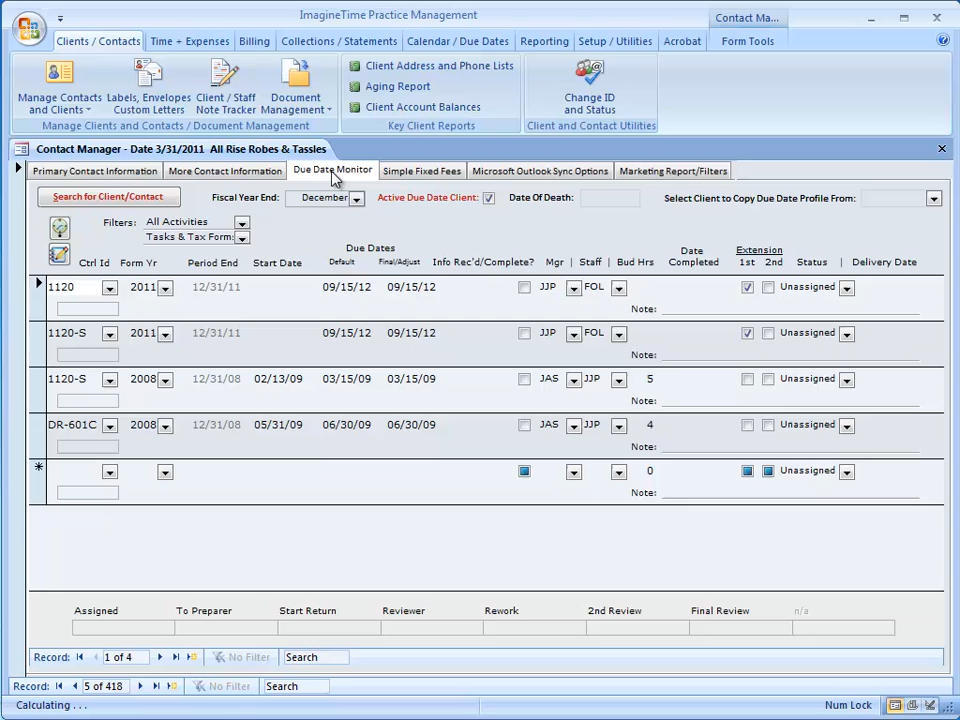 ImagineTime Practice Management
Contact Ma...
Clients / Contacts Time + Expenses Billing Collections / Statements Calendar / Due Dates Reporting Setup / Utilities Acrobat Form Tools
Manage Contacts and Clients
Labels, Envelopes Custom Letters
Client / Staff Note Tracker
Document Management
Client Address and Phone Lists
Aging Report
Client Account Balances
Change ID and Status
Manage Clients and Contacts / Document Management Key Client Reports Client and Contact Utilities
Contact Manager - Date 3/31/2011 All Rise Robes & Tassles
Primary Contact Information More Contact Information Due Date Monitor Simple Fixed Fees Microsoft Outlook Sync Options Marketing Report/Filters
Search for Client/Contact Fiscal Year End: December Active Due Date Client: Date Of Death: Select Client to Copy Due Date Profile From:
Filters: All Activities
Tasks & Tax Form:
Due Dates
Ctrl Id Form Yr Period End Start Date Default Final/Adjust Info Rec'd/Complete? Mgr | Staff | Bud Hrs Date Completed Extension 1st 2nd Status | Delivery Date
1120 2011 12/31/11 09/15/12 09/15/12 JJP FOL Unassigned
Note:
1120-S 2011 12/31/11 09/15/12 09/15/12 JJP FOL Unassigned
Note:
1120-S 2008 12/31/08 02/13/09 03/15/09 03/15/09 JAS JJP 5 Unassigned
Note:
DR-601C 2008 12/31/08 05/31/09 06/30/09 06/30/09 JAS JJP 4 Unassigned
Note:
0 Unassigned
Note:
Assigned To Preparer Start Return Reviewer Rework 2nd Review Final Review n/a
Record: 1 of 4 No Filter Search
Record: 5 of 418 No Filter Search
Calculating . . . Num Lock